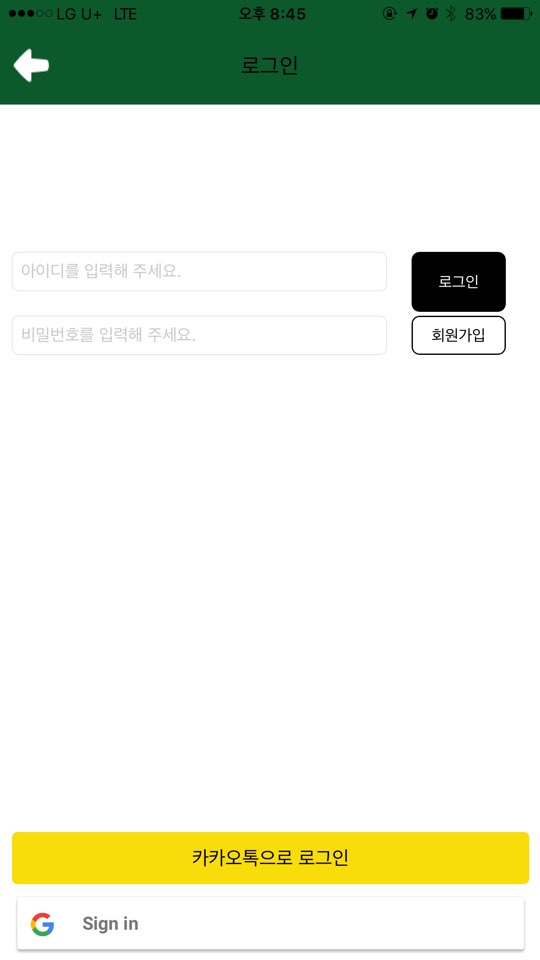 LG U+ LTE 오후 8:45 83%
로그인
아이디를 입력해 주세요.
로그인
비밀번호를 입력해 주세요.
회원가입
카카오톡으로 로그인
Sign in